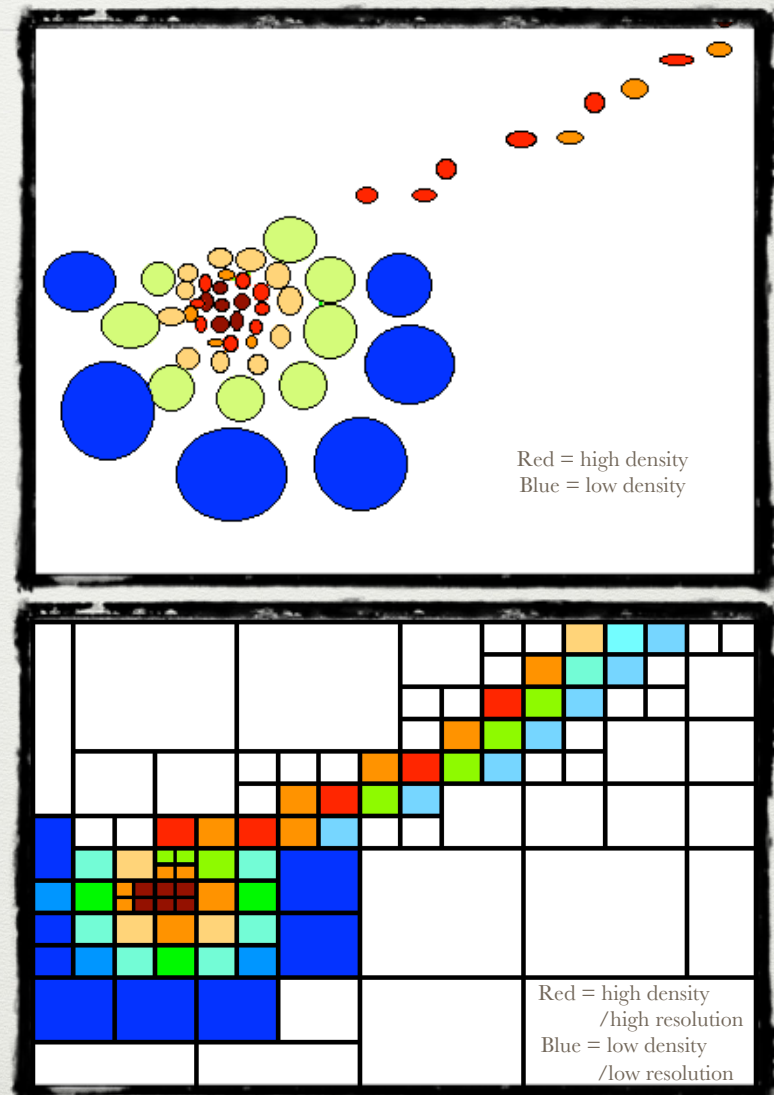 Red = high density
Blue = low density
Red = high density
/high resolution
Blue = low density
/low resolution